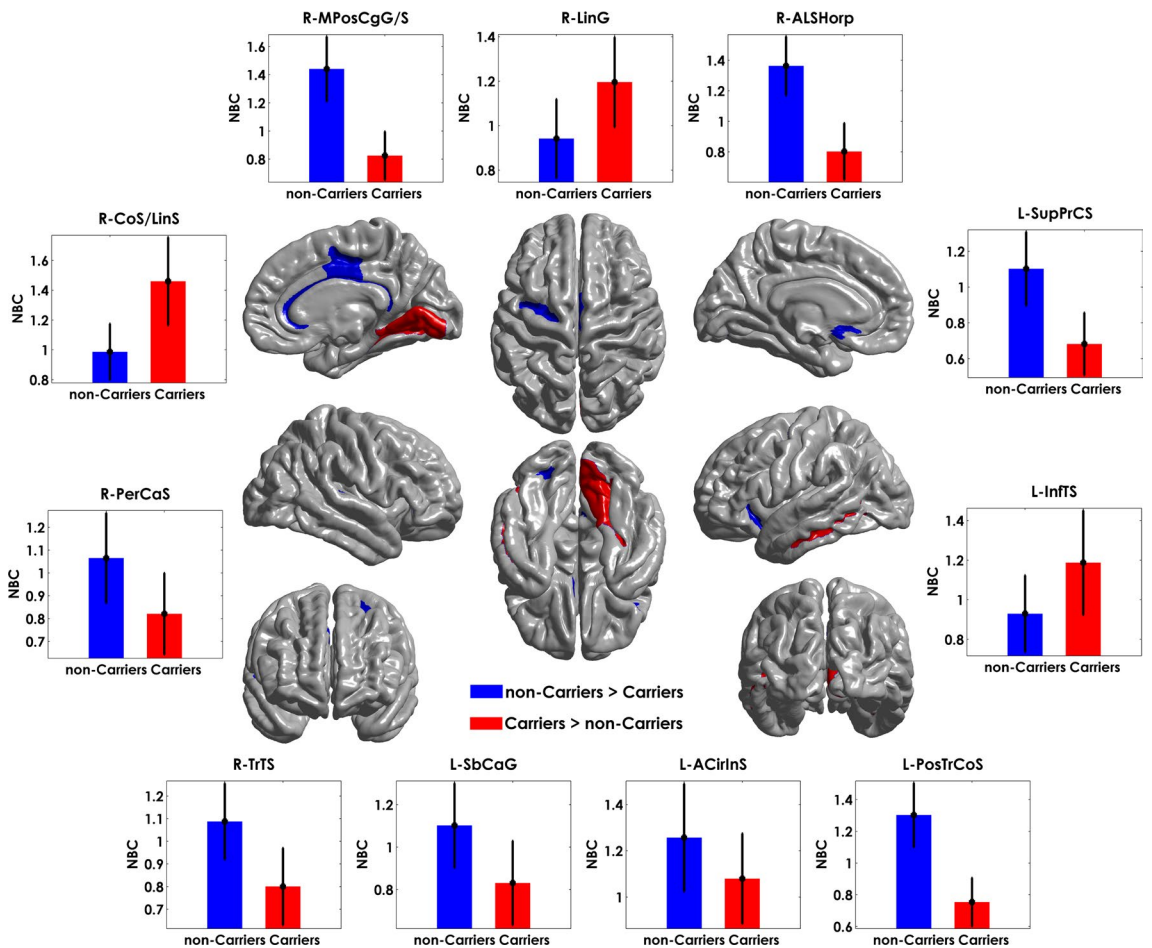 R-MPosCgG/S
NBC
1.6
1.4
1.2
1
0.8
non-Carriers Carriers
R-LinG
NBC
1.2
1
0.8
non-Carriers Carriers
R-ALSHorp
NBC
1.4
1.2
1
0.8
non-Carriers Carriers
R-CoS/LinS
NBC
1.6
1.4
1.2
1
0.8
non-Carriers Carriers
L-SupPrCS
NBC
1.2
1
0.8
0.6
non-Carriers Carriers
R-PerCaS
NBC
1.2
1.1
1
0.9
0.8
0.7
non-Carriers Carriers
L-InfTS
NBC
1.4
1.2
1
0.8
non-Carriers Carriers
non-Carriers > Carriers
Carriers > non-Carriers
R-TrTS
NBC
1.2
1.1
1
0.9
0.8
0.7
non-Carriers Carriers
L-SbCaG
NBC
1.2
1
0.8
non-Carriers Carriers
L-ACirInS
NBC
1.4
1.2
1
non-Carriers Carriers
L-PosTrCoS
NBC
1.4
1.2
1
0.8
0.6
non-Carriers Carriers